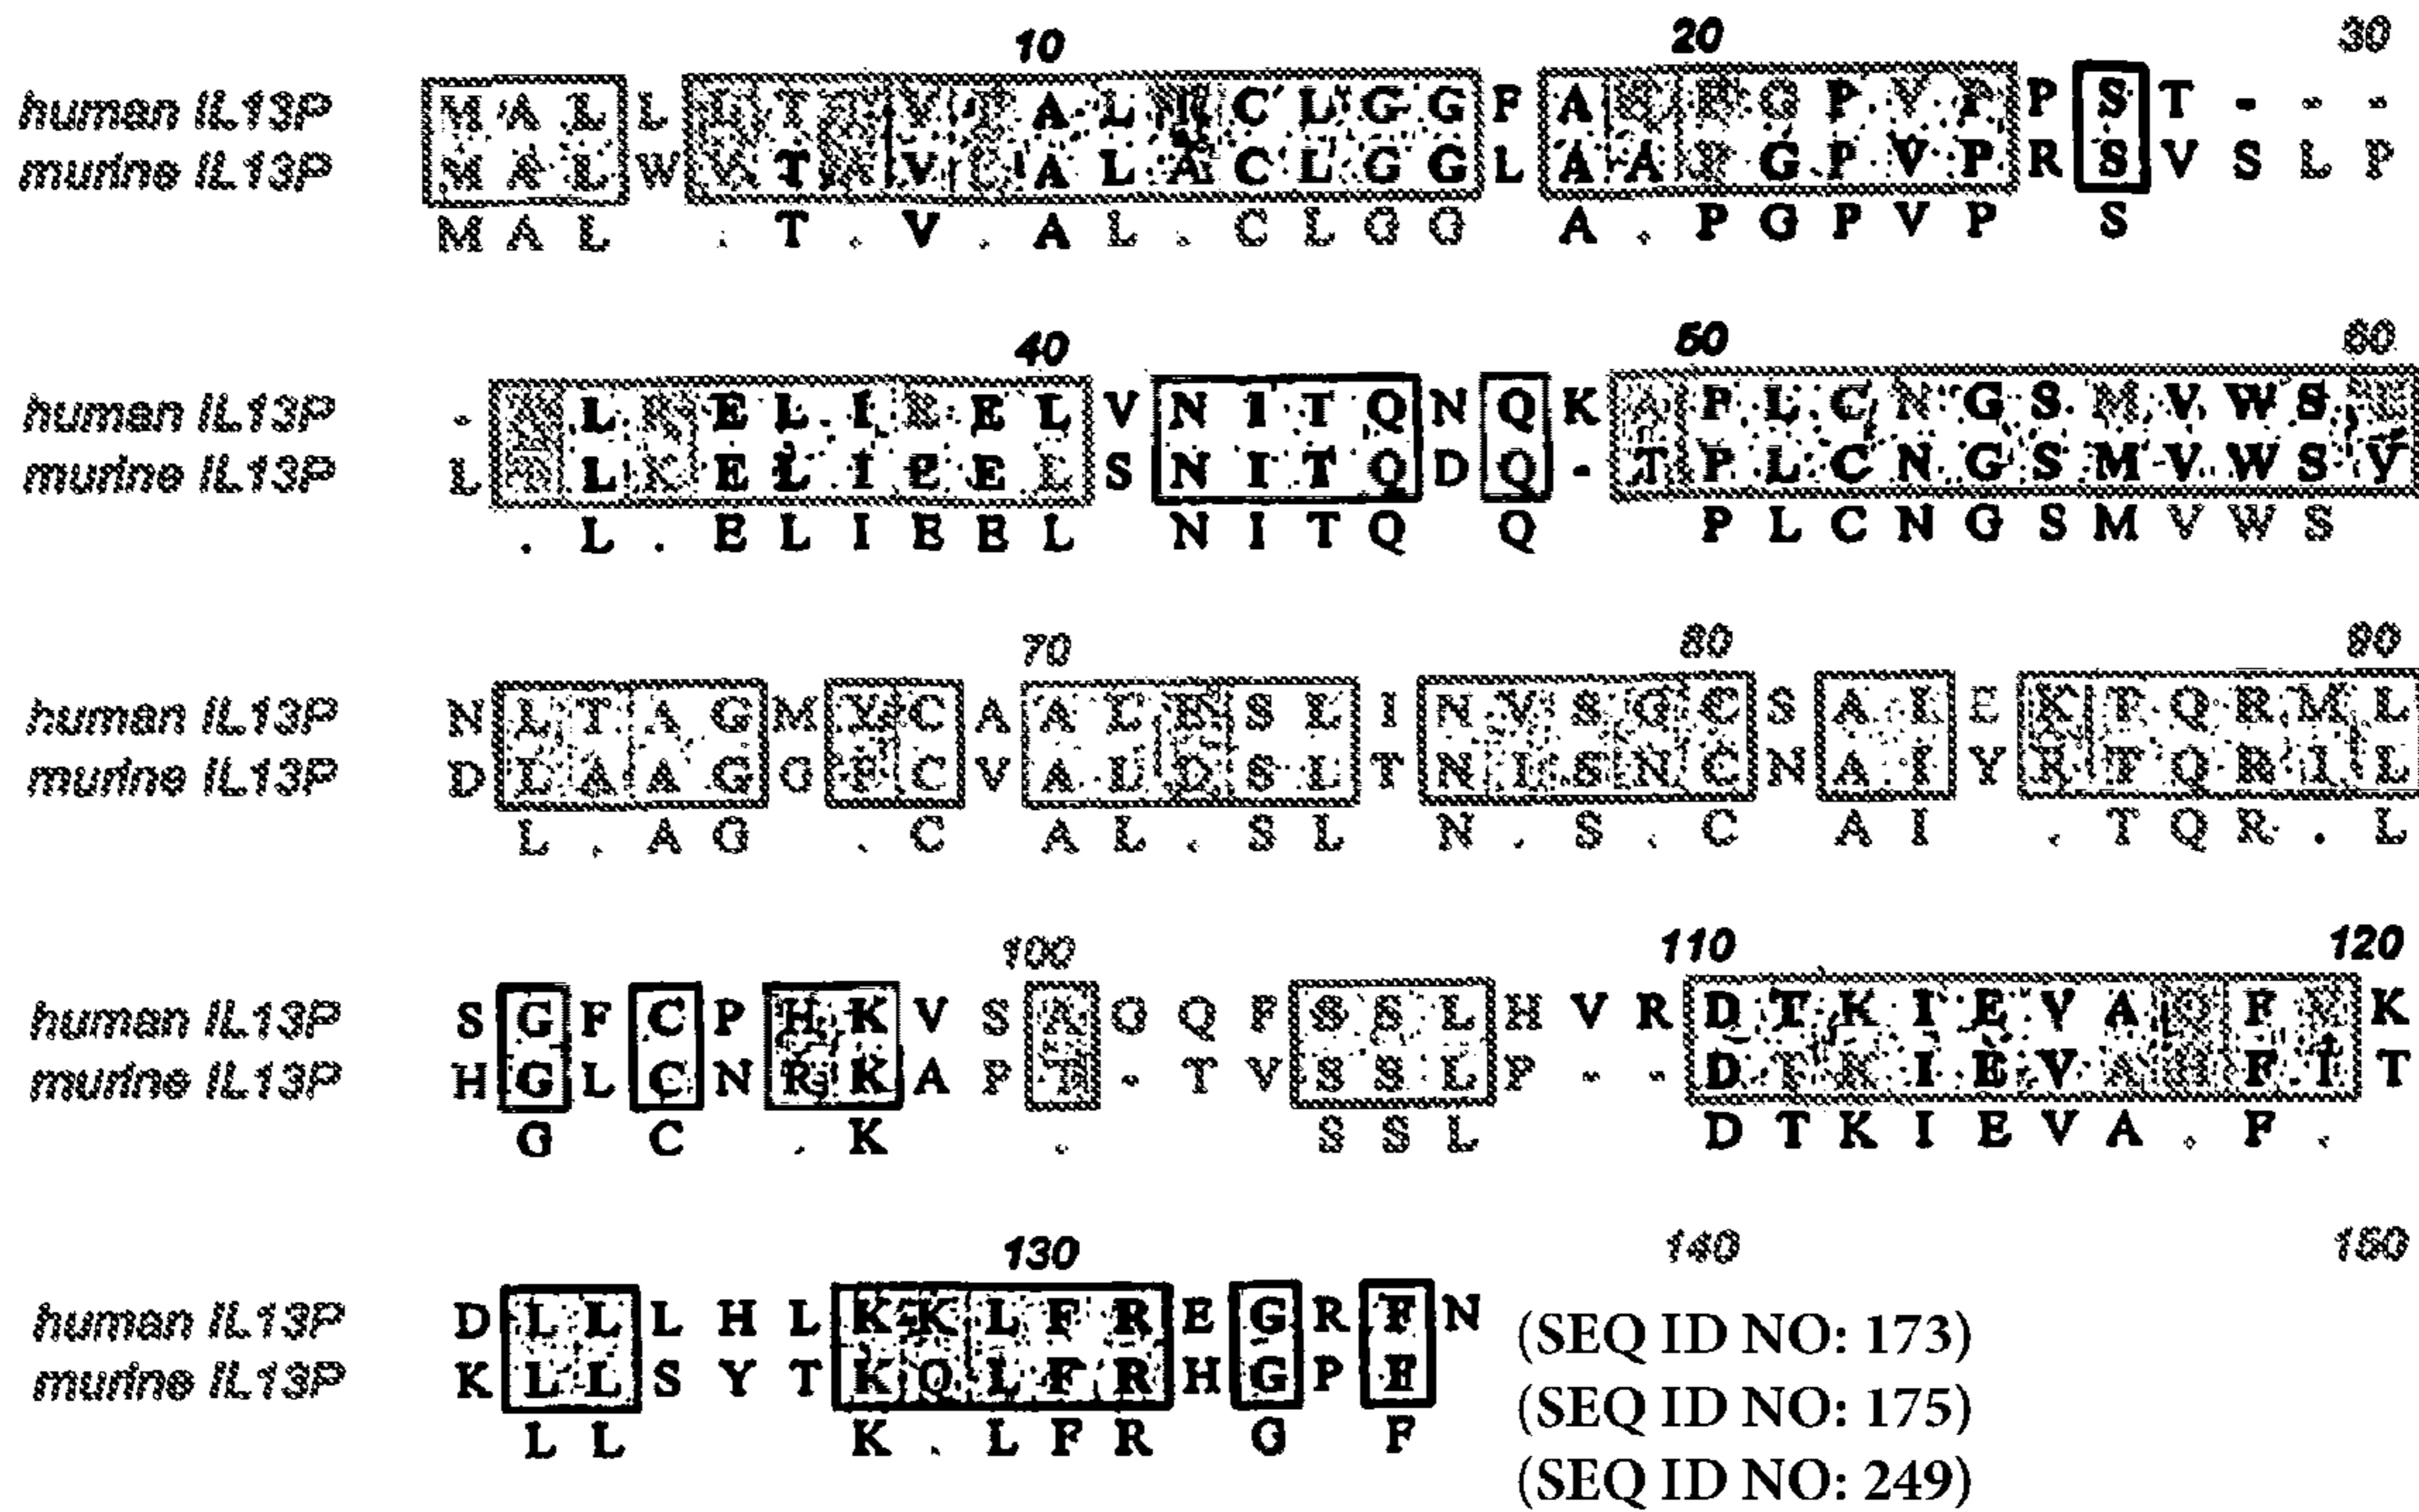 10 20 30
human IL13P M A L L T V A L C L G G F A P G P V P P S T - - -
murine IL13P M A L W V T V L A L A C L G G L A A P G P V P R S V S L P
M A L . T . V . A L . C L G G A . P G P V P S
40 50 60
human IL13P - L E L I E E L V N I T Q N Q K A P L C N G S M V W S
murine IL13P L L K E L I E E L S N I T Q D Q - T P L C N G S M V W S V
. L . E L I E E L N I T Q Q P L C N G S M V W S
70 80 90
human IL13P N L T A G M Y C A A L E S L I N V S G C S A I E K T Q R M L
murine IL13P D L A A G G F C V A L D S L T N I S N C N A I Y R T Q R I L
L . A G . C A L . S L N . S . C A I . T Q R . L
100 110 120
human IL13P S G F C P H K V S A G Q F S S L H V R D T K I E V A F K
murine IL13P H G L C N R K A P T - T V S S L P - - D T K I E V A H F I T
G C . K . S S L D T K I E V A . F .
130 140 150
human IL13P D L L L H L K K L F R E G R F N (SEQ ID NO: 173)
murine IL13P K L L S Y T K Q L F R H G P F (SEQ ID NO: 175)
L L K . L F R G F (SEQ ID NO: 249)